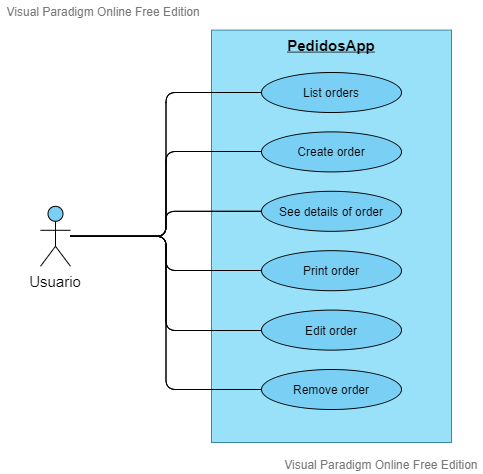 Visual Paradigm Online Free Edition
PedidosApp
List orders
Create order
See details of order
Usuario
Print order
Edit order
Remove order
Visual Paradigm Online Free Edition